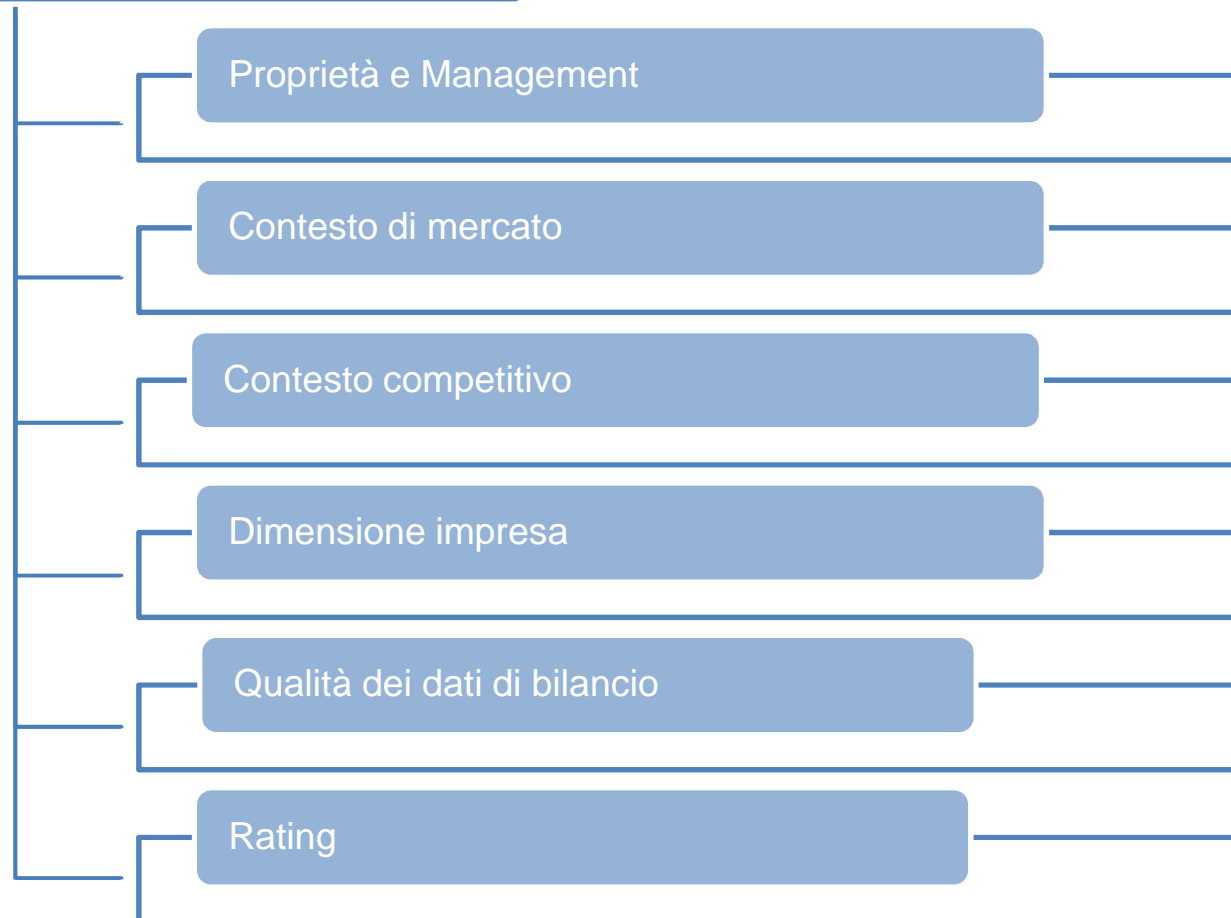 Proprietà e Management
Contesto di mercato
Contesto competitivo
Dimensione impresa
Qualità dei dati di bilancio
Rating